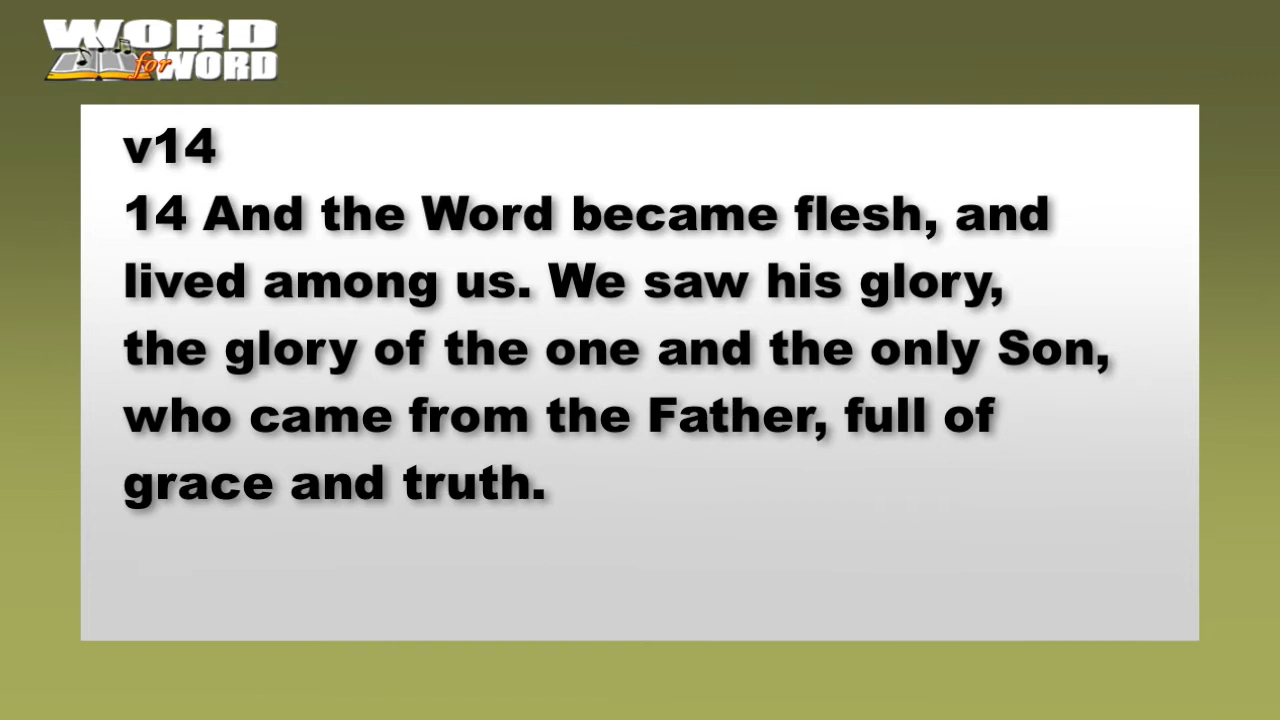 WORD
for WORD
v14
14 And the Word became flesh, and
lived among us. We saw his glory,
the glory of the one and the only Son,
who came from the Father, full of
grace and truth.